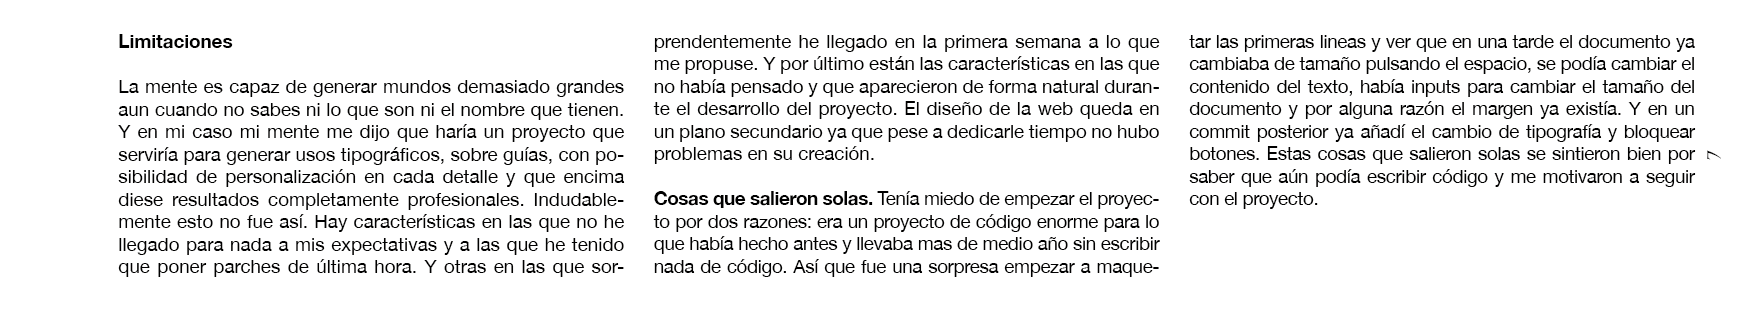 Limitaciones
La mente es capaz de generar mundos demasiado grandes
aun cuando no sabes ni lo que son ni el nombre que tienen.
Y en mi caso mi mente me dijo que haría un proyecto que
serviría para generar usos tipográficos, sobre guías, con po-
sibilidad de personalización en cada detalle y que encima
diese resultados completamente profesionales. Indudable-
mente esto no fue así. Hay características en las que no he
llegado para nada a mis expectativas y a las que he tenido
que poner parches de última hora. Y otras en las que sor-
prendentemente he llegado en la primera semana a lo que
me propuse. Y por último están las características en las que
no había pensado y que aparecieron de forma natural duran-
te el desarrollo del proyecto. El diseño de la web queda en
un plano secundario ya que pese a dedicarle tiempo no hubo
problemas en su creación.
Cosas que salieron solas. Tenía miedo de empezar el proyec-
to por dos razones: era un proyecto de código enorme para lo
que había hecho antes y llevaba mas de medio año sin escribir
nada de código. Así que fue una sorpresa empezar a maque-
tar las primeras lineas y ver que en una tarde el documento ya
cambiaba de tamaño pulsando el espacio, se podía cambiar el
contenido del texto, había inputs para cambiar el tamaño del
documento y por alguna razón el margen ya existía. Y en un
commit posterior ya añadí el cambio de tipografía y bloquear
botones. Estas cosas que salieron solas se sintieron bien por
saber que aún podía escribir código y me motivaron a seguir
con el proyecto.
7